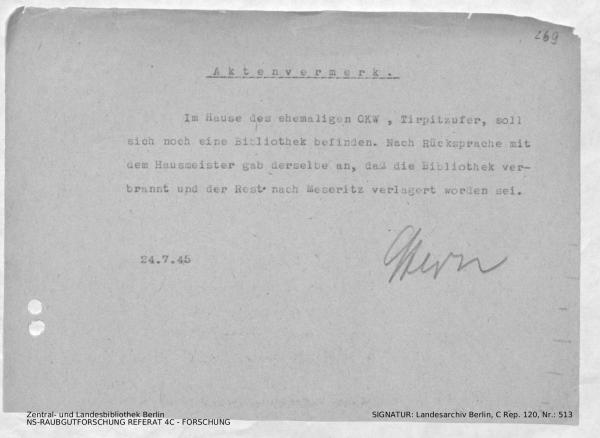 269
Aktenvermerk.
Im Hause des ehemaligen OKW , Tirpitzufer, soll
sich noch eine Bibliothek befinden. Nach Rücksprache mit
dem Hausmeister gab derselbe an, daß die Bibliothek ver-
brannt und der Rest nach Meseritz verlagert worden sei.
24.7.45
Stern
Zentral- und Landesbibliothek Berlin
NS-RAUBGUTFORSCHUNG REFERAT 4C - FORSCHUNG
SIGNATUR: Landesarchiv Berlin, C Rep. 120, Nr.: 513